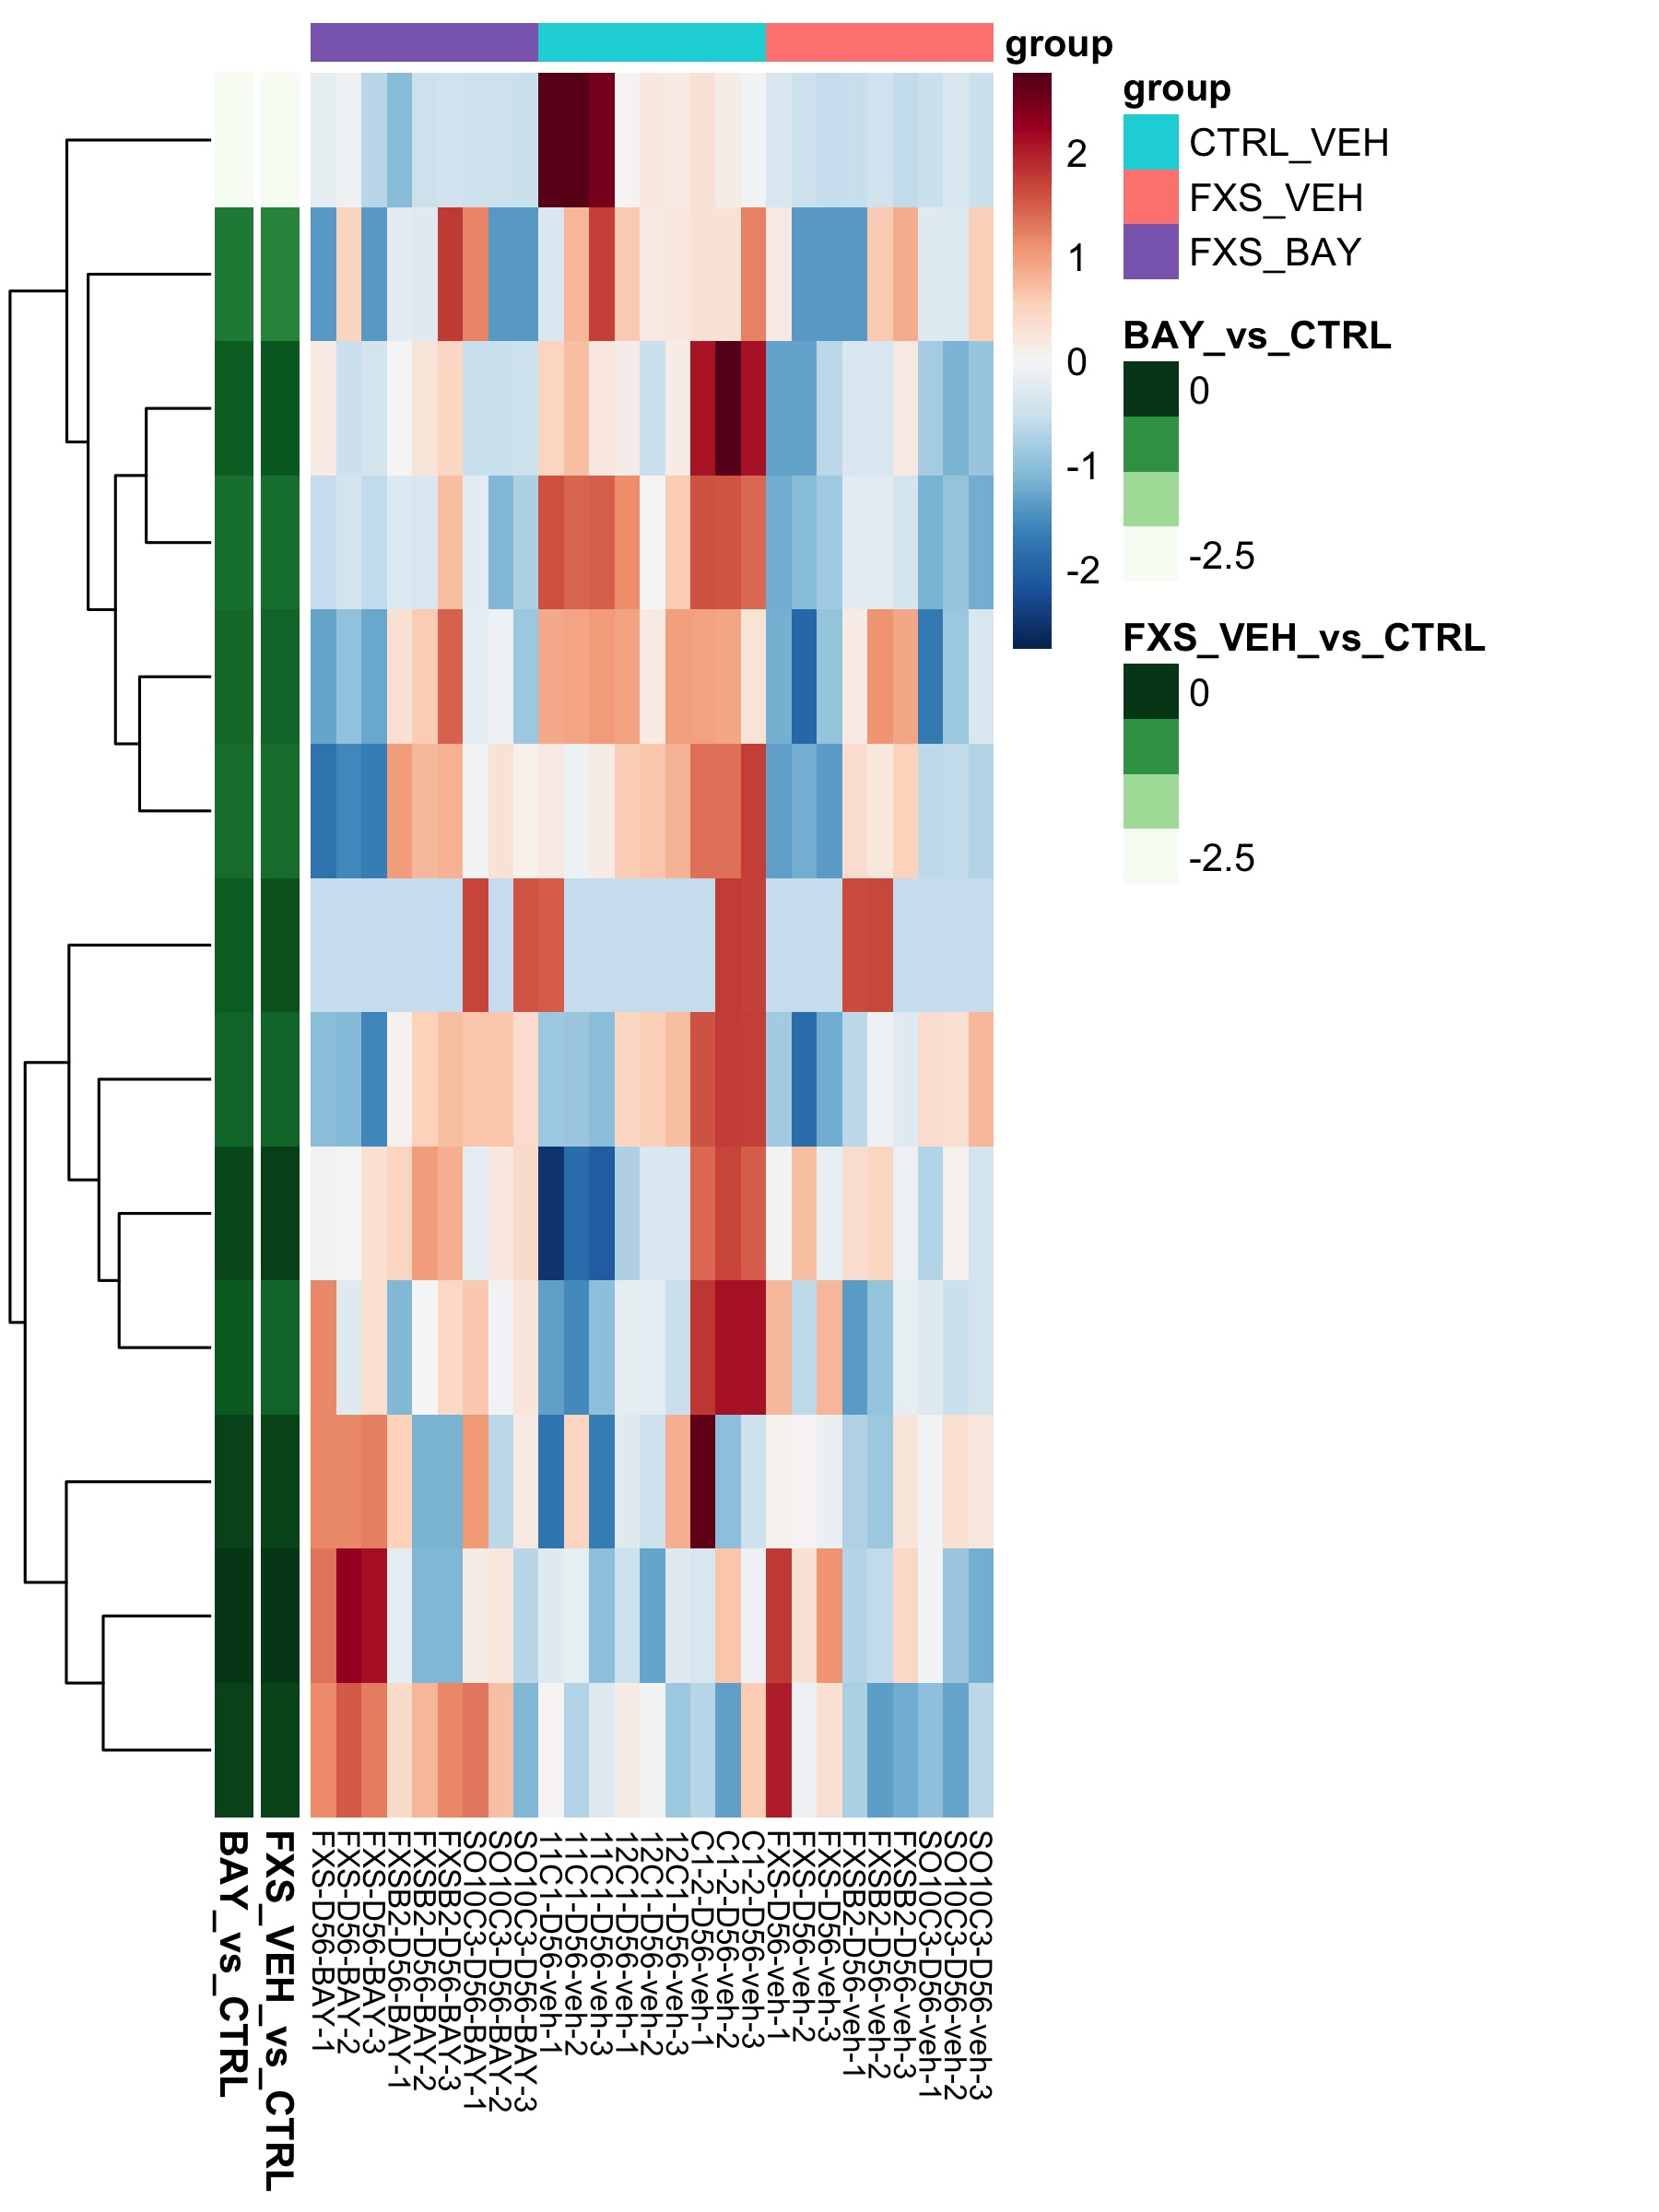 group
group
CTRL_VEH
FXS_VEH
FXS_BAY
2
1
0
-1
-2
BAY_vs_CTRL
0
-2.5
FXS_VEH_vs_CTRL
0
-2.5
BAY_vs_CTRL
FXS_VEH_vs_CTRL
FXS-D56-BAY-1
FXS-D56-BAY-2
FXS-D56-BAY-3
FXSB2-D56-BAY-1
FXSB2-D56-BAY-2
FXSB2-D56-BAY-3
SO10C3-D56-BAY-1
SO10C3-D56-BAY-2
SO10C3-D56-BAY-3
11C1-D56-veh-1
11C1-D56-veh-2
11C1-D56-veh-3
12C1-D56-veh-1
12C1-D56-veh-2
12C1-D56-veh-3
C1-2-D56-veh-1
C1-2-D56-veh-2
C1-2-D56-veh-3
FXS-D56-veh-1
FXS-D56-veh-2
FXS-D56-veh-3
FXSB2-D56-veh-1
FXSB2-D56-veh-2
FXSB2-D56-veh-3
SO10C3-D56-veh-1
SO10C3-D56-veh-2
SO10C3-D56-veh-3